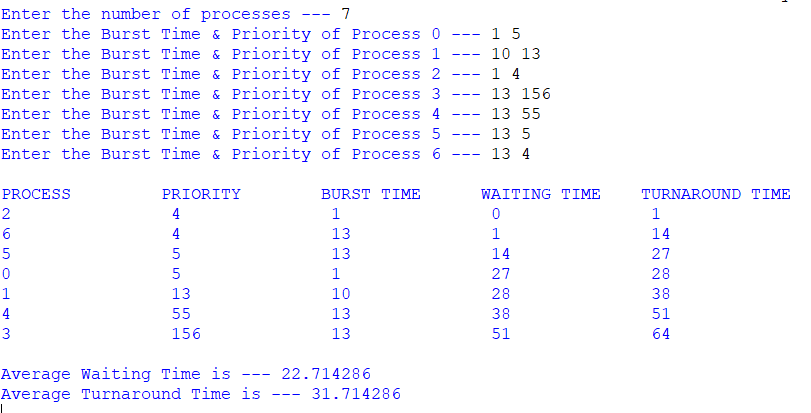 Enter the number of processes --- 7
Enter the Burst Time & Priority of Process 0 --- 1 5
Enter the Burst Time & Priority of Process 1 --- 10 13
Enter the Burst Time & Priority of Process 2 --- 1 4
Enter the Burst Time & Priority of Process 3 --- 13 156
Enter the Burst Time & Priority of Process 4 --- 13 55
Enter the Burst Time & Priority of Process 5 --- 13 5
Enter the Burst Time & Priority of Process 6 --- 13 4
PROCESS PRIORITY BURST TIME WAITING TIME TURNAROUND TIME
2 4 1 0 1
6 4 13 1 14
5 5 13 14 27
0 5 1 27 28
1 13 10 28 38
4 55 13 38 51
3 156 13 51 64
Average Waiting Time is --- 22.714286
Average Turnaround Time is --- 31.714286